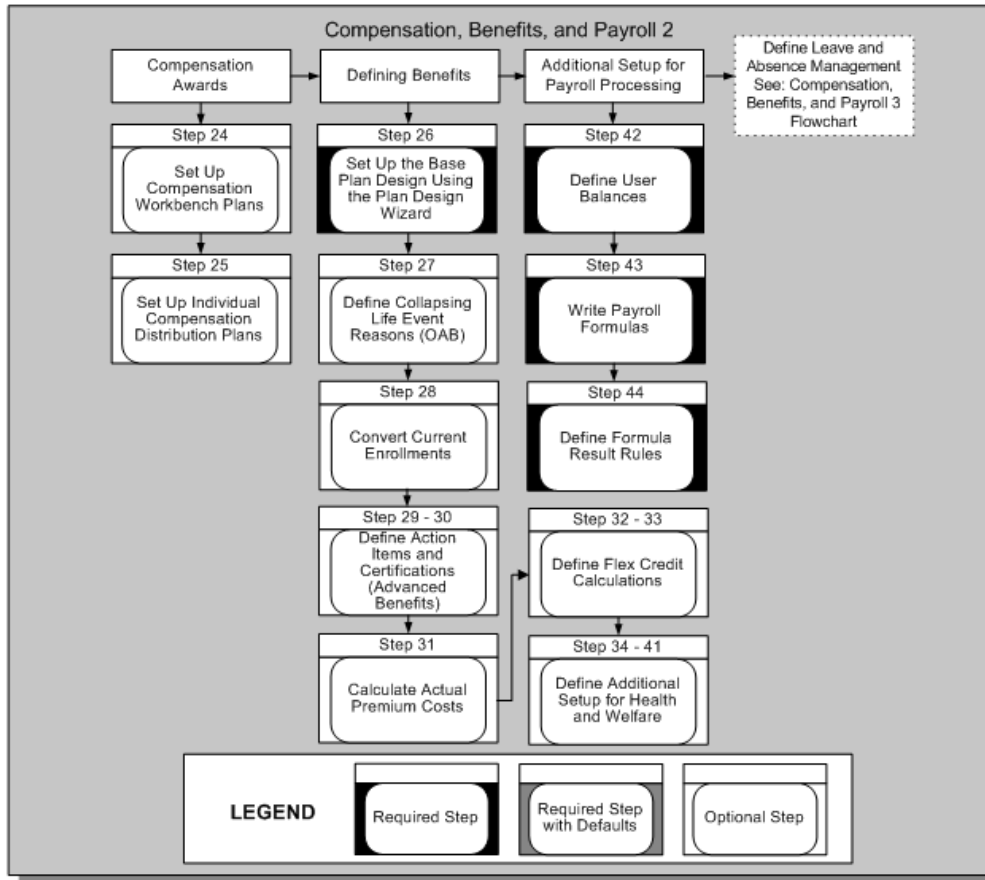 Compensation, Benefits, and Payroll 2
Compensation
Awards
Defining Benefits
Additional Setup for
Payroll Processing
Define Leave and
Absence Management
See: Compensation,
Benefits, and Payroll 3
Flowchart
Step 24
Set Up
Compensation
Workbench Plans
Step 25
Set Up Individual
Compensation
Distribution Plans
Step 26
Set Up the Base
Plan Design Using
the Plan Design
Wizard
Step 27
Define Collapsing
Life Event
Reasons (OAB)
Step 28
Convert Current
Enrollments
Step 29 - 30
Define Action
Items and
Certifications
(Advanced
Benefits)
Step 31
Calculate Actual
Premium Costs
Step 32 - 33
Define Flex Credit
Calculations
Step 34 - 41
Define Additional
Setup for Health
and Welfare
Step 42
Define User
Balances
Step 43
Write Payroll
Formulas
Step 44
Define Formula
Result Rules
LEGEND
Required Step
Required Step
with Defaults
Optional Step